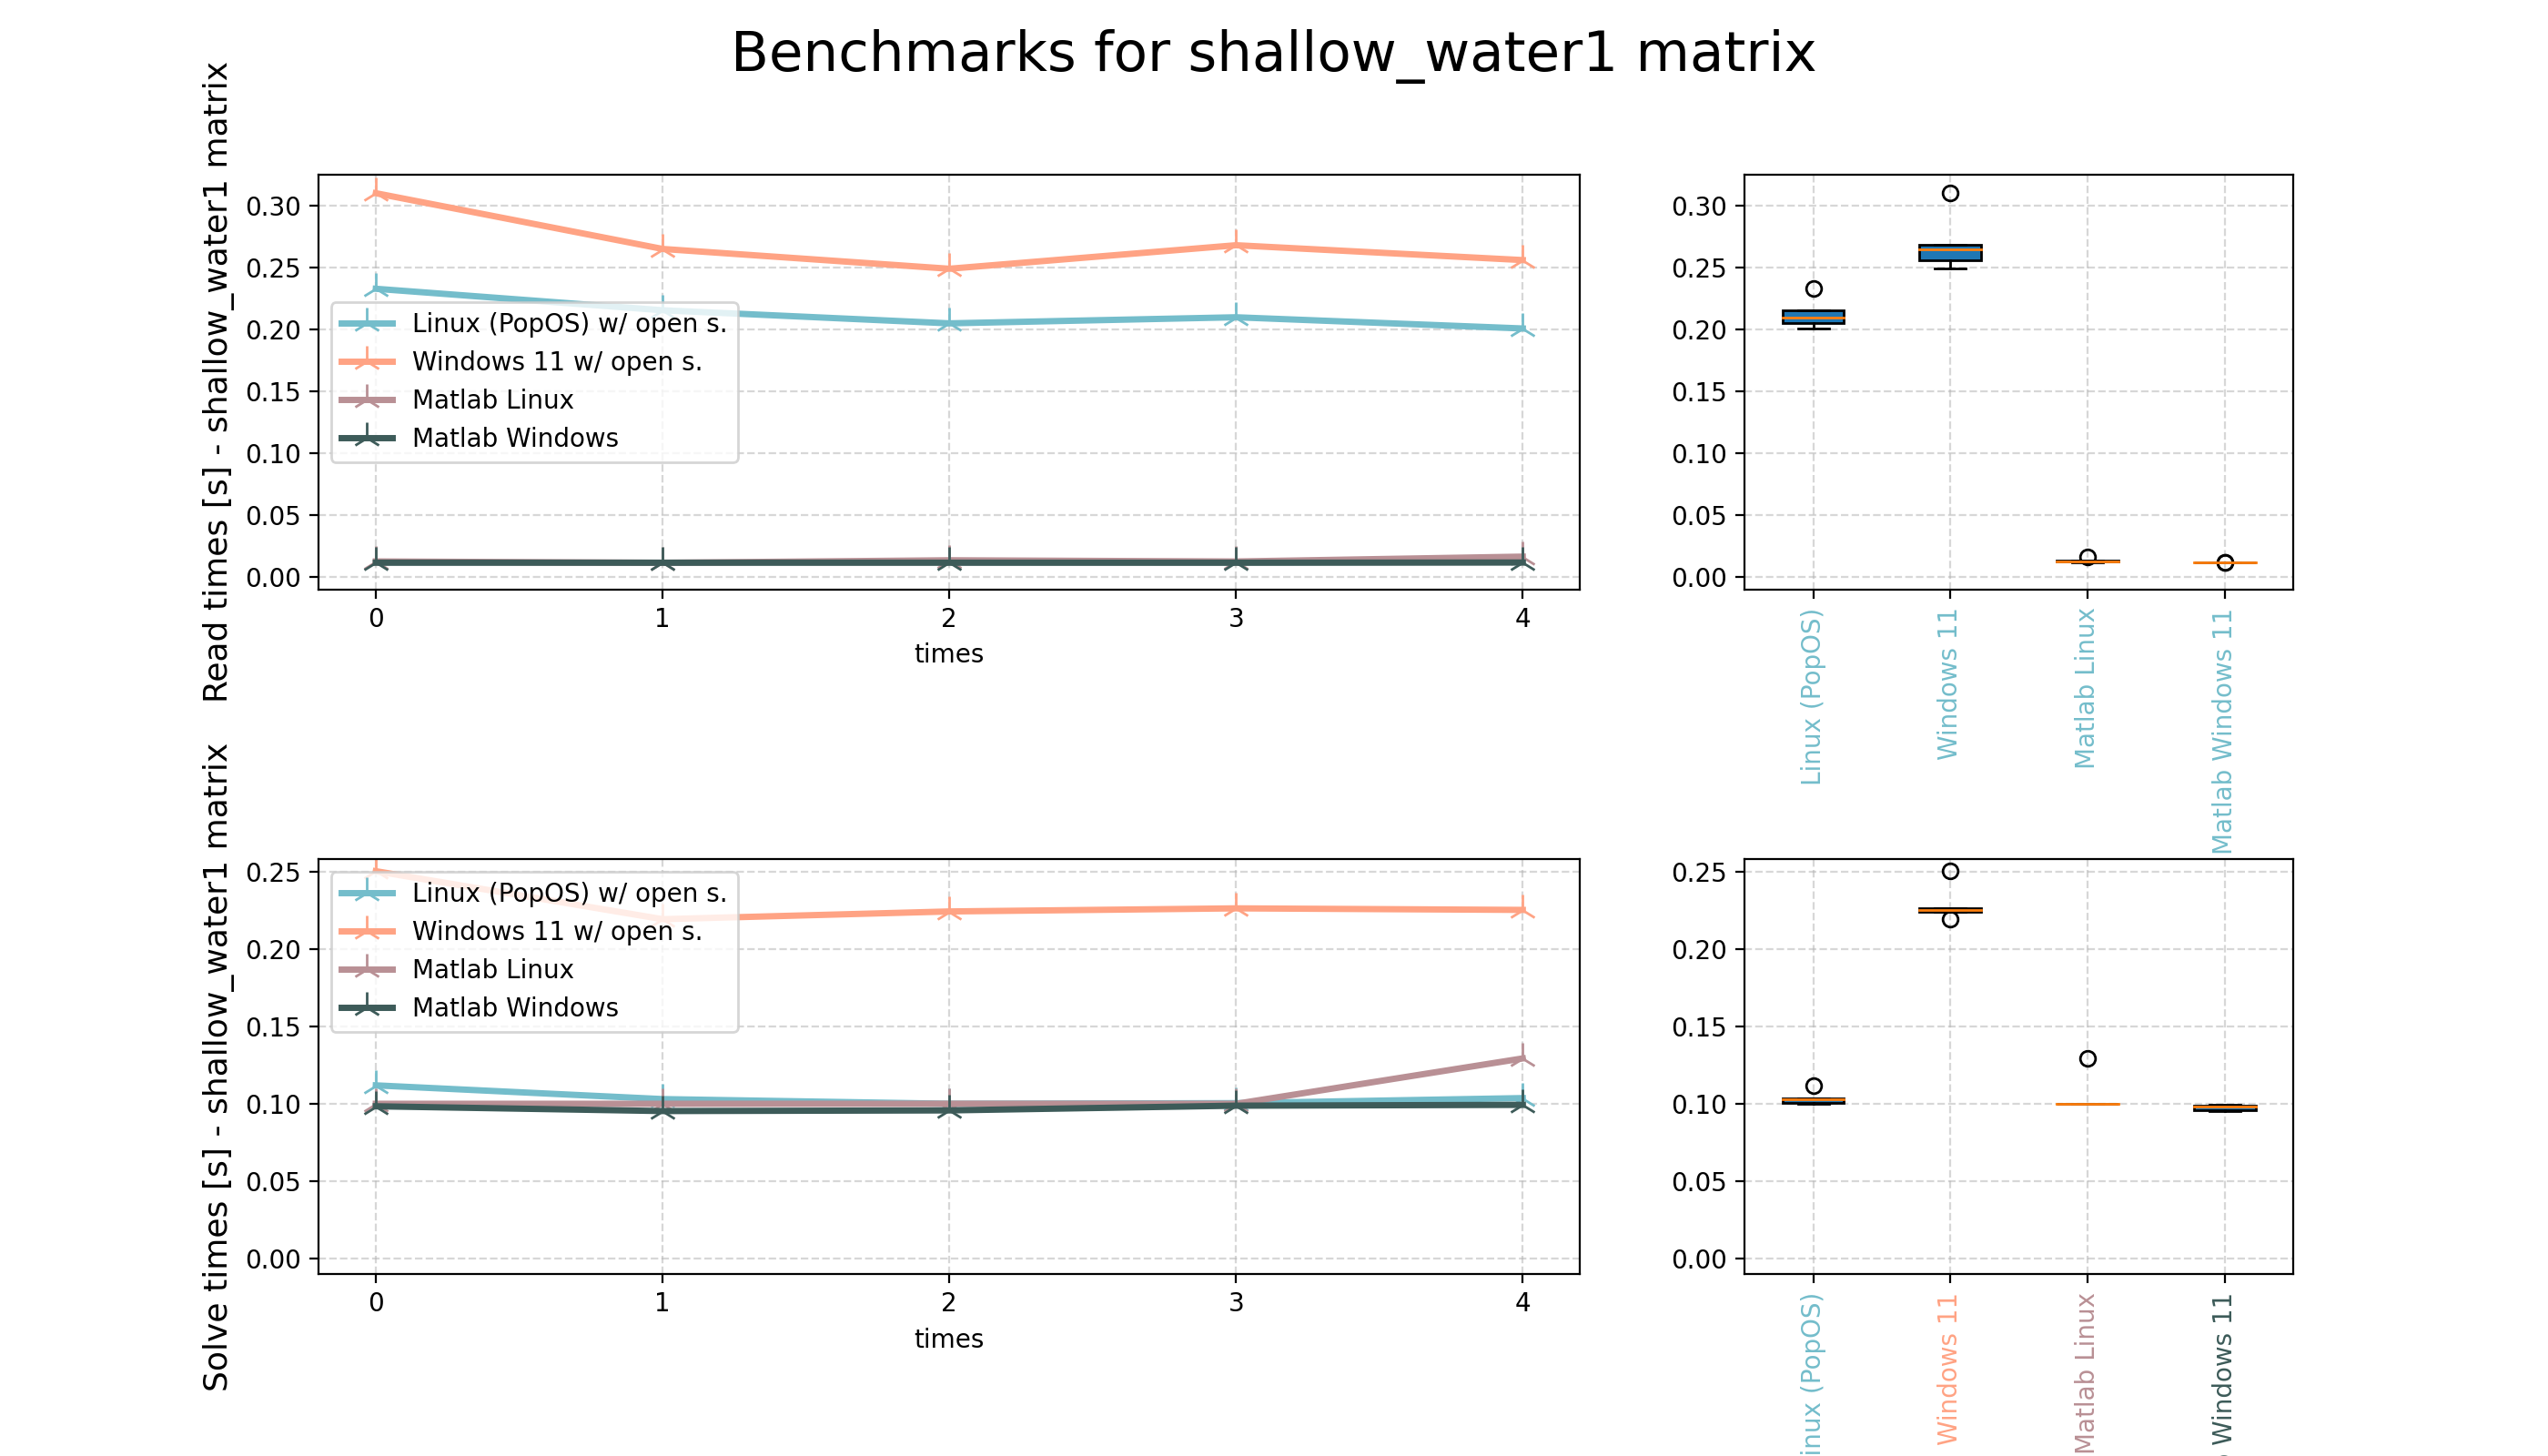 Benchmarks for shallow_water1 matrix
Read times [s] - shallow_water1 matrix
0.30
0.25
0.20
0.15
0.10
0.05
0.00
Linux (PopOS) w/ open s.
Windows 11 w/ open s.
Matlab Linux
Matlab Windows
0
1
2
3
4
times
0.30
0.25
0.20
0.15
0.10
0.05
0.00
Linux (PopOS)
Windows 11
Matlab Linux
Matlab Windows 11
Solve times [s] - shallow_water1 matrix
0.25
0.20
0.15
0.10
0.05
0.00
Linux (PopOS) w/ open s.
Windows 11 w/ open s.
Matlab Linux
Matlab Windows
0
1
2
3
4
times
0.25
0.20
0.15
0.10
0.05
0.00
(PopOS)
Windows 11
Matlab Linux
Windows 11